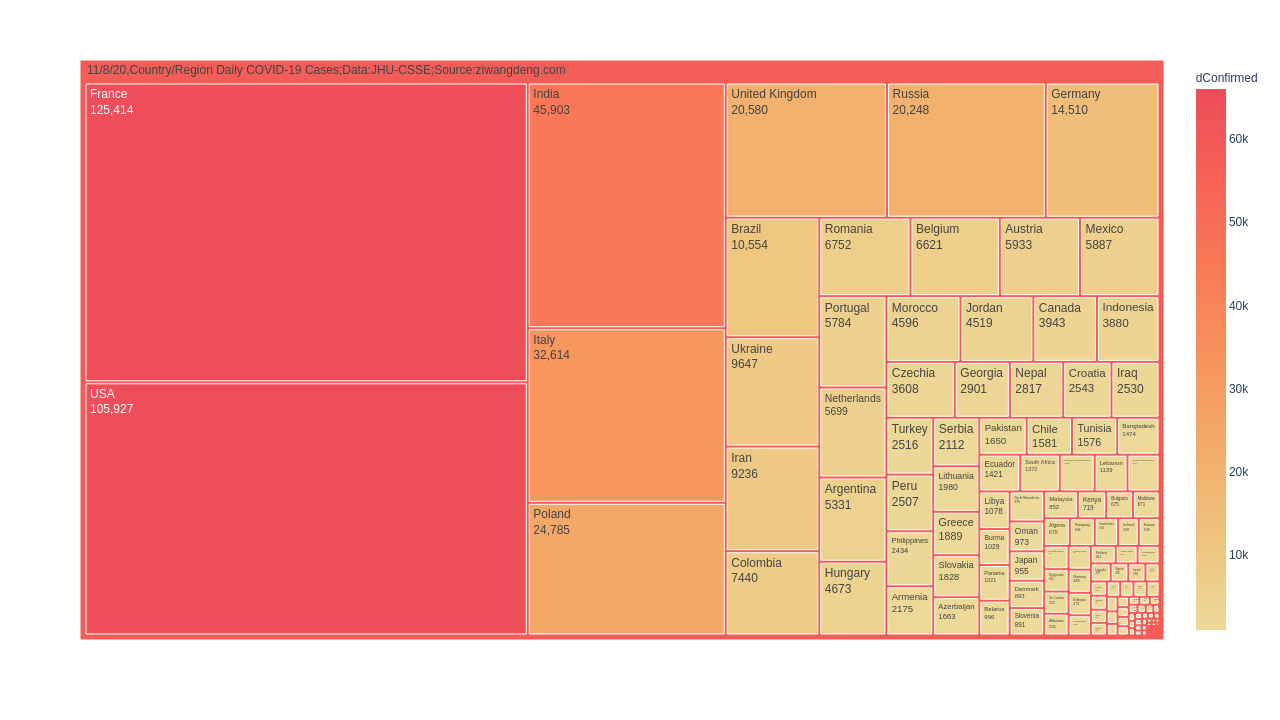 11/8/20,Country/Region Daily COVID-19 Cases;Data:JHU-CSSE;Source:ziwangdeng.com
France
125,414
USA
105,927
India
45,903
Italy
32,614
Poland
24,785
United Kingdom
20,580
Russia
20,248
Germany
14,510
Brazil
10,554
Ukraine
9647
Iran
9236
Colombia
7440
Romania
6752
Belgium
6621
Austria
5933
Mexico
5887
Portugal
5784
Netherlands
5699
Argentina
5331
Hungary
4673
Morocco
4596
Jordan
4519
Canada
3943
Indonesia
3880
Czechia
3608
Georgia
2901
Nepal
2817
Croatia
2543
Iraq
2530
Turkey
2516
Peru
2507
Philippines
2434
Armenia
2175
Serbia
2112
Lithuania
1980
Greece
1889
Slovakia
1828
Azerbaijan
1663
Pakistan
1650
Chile
1581
Tunisia
1576
Bangladesh
1474
Ecuador
1421
South Africa
1372
Lebanon
1139
Libya
1078
Burma
1029
Panama
1021
Belarus
996
North Macedonia
Oman
973
Japan
955
Denmark
893
Slovenia
891
Malaysia
852
Kenya
719
Bulgaria
675
Moldova
671
Algeria
670
dConfirmed
60k
50k
40k
30k
20k
10k